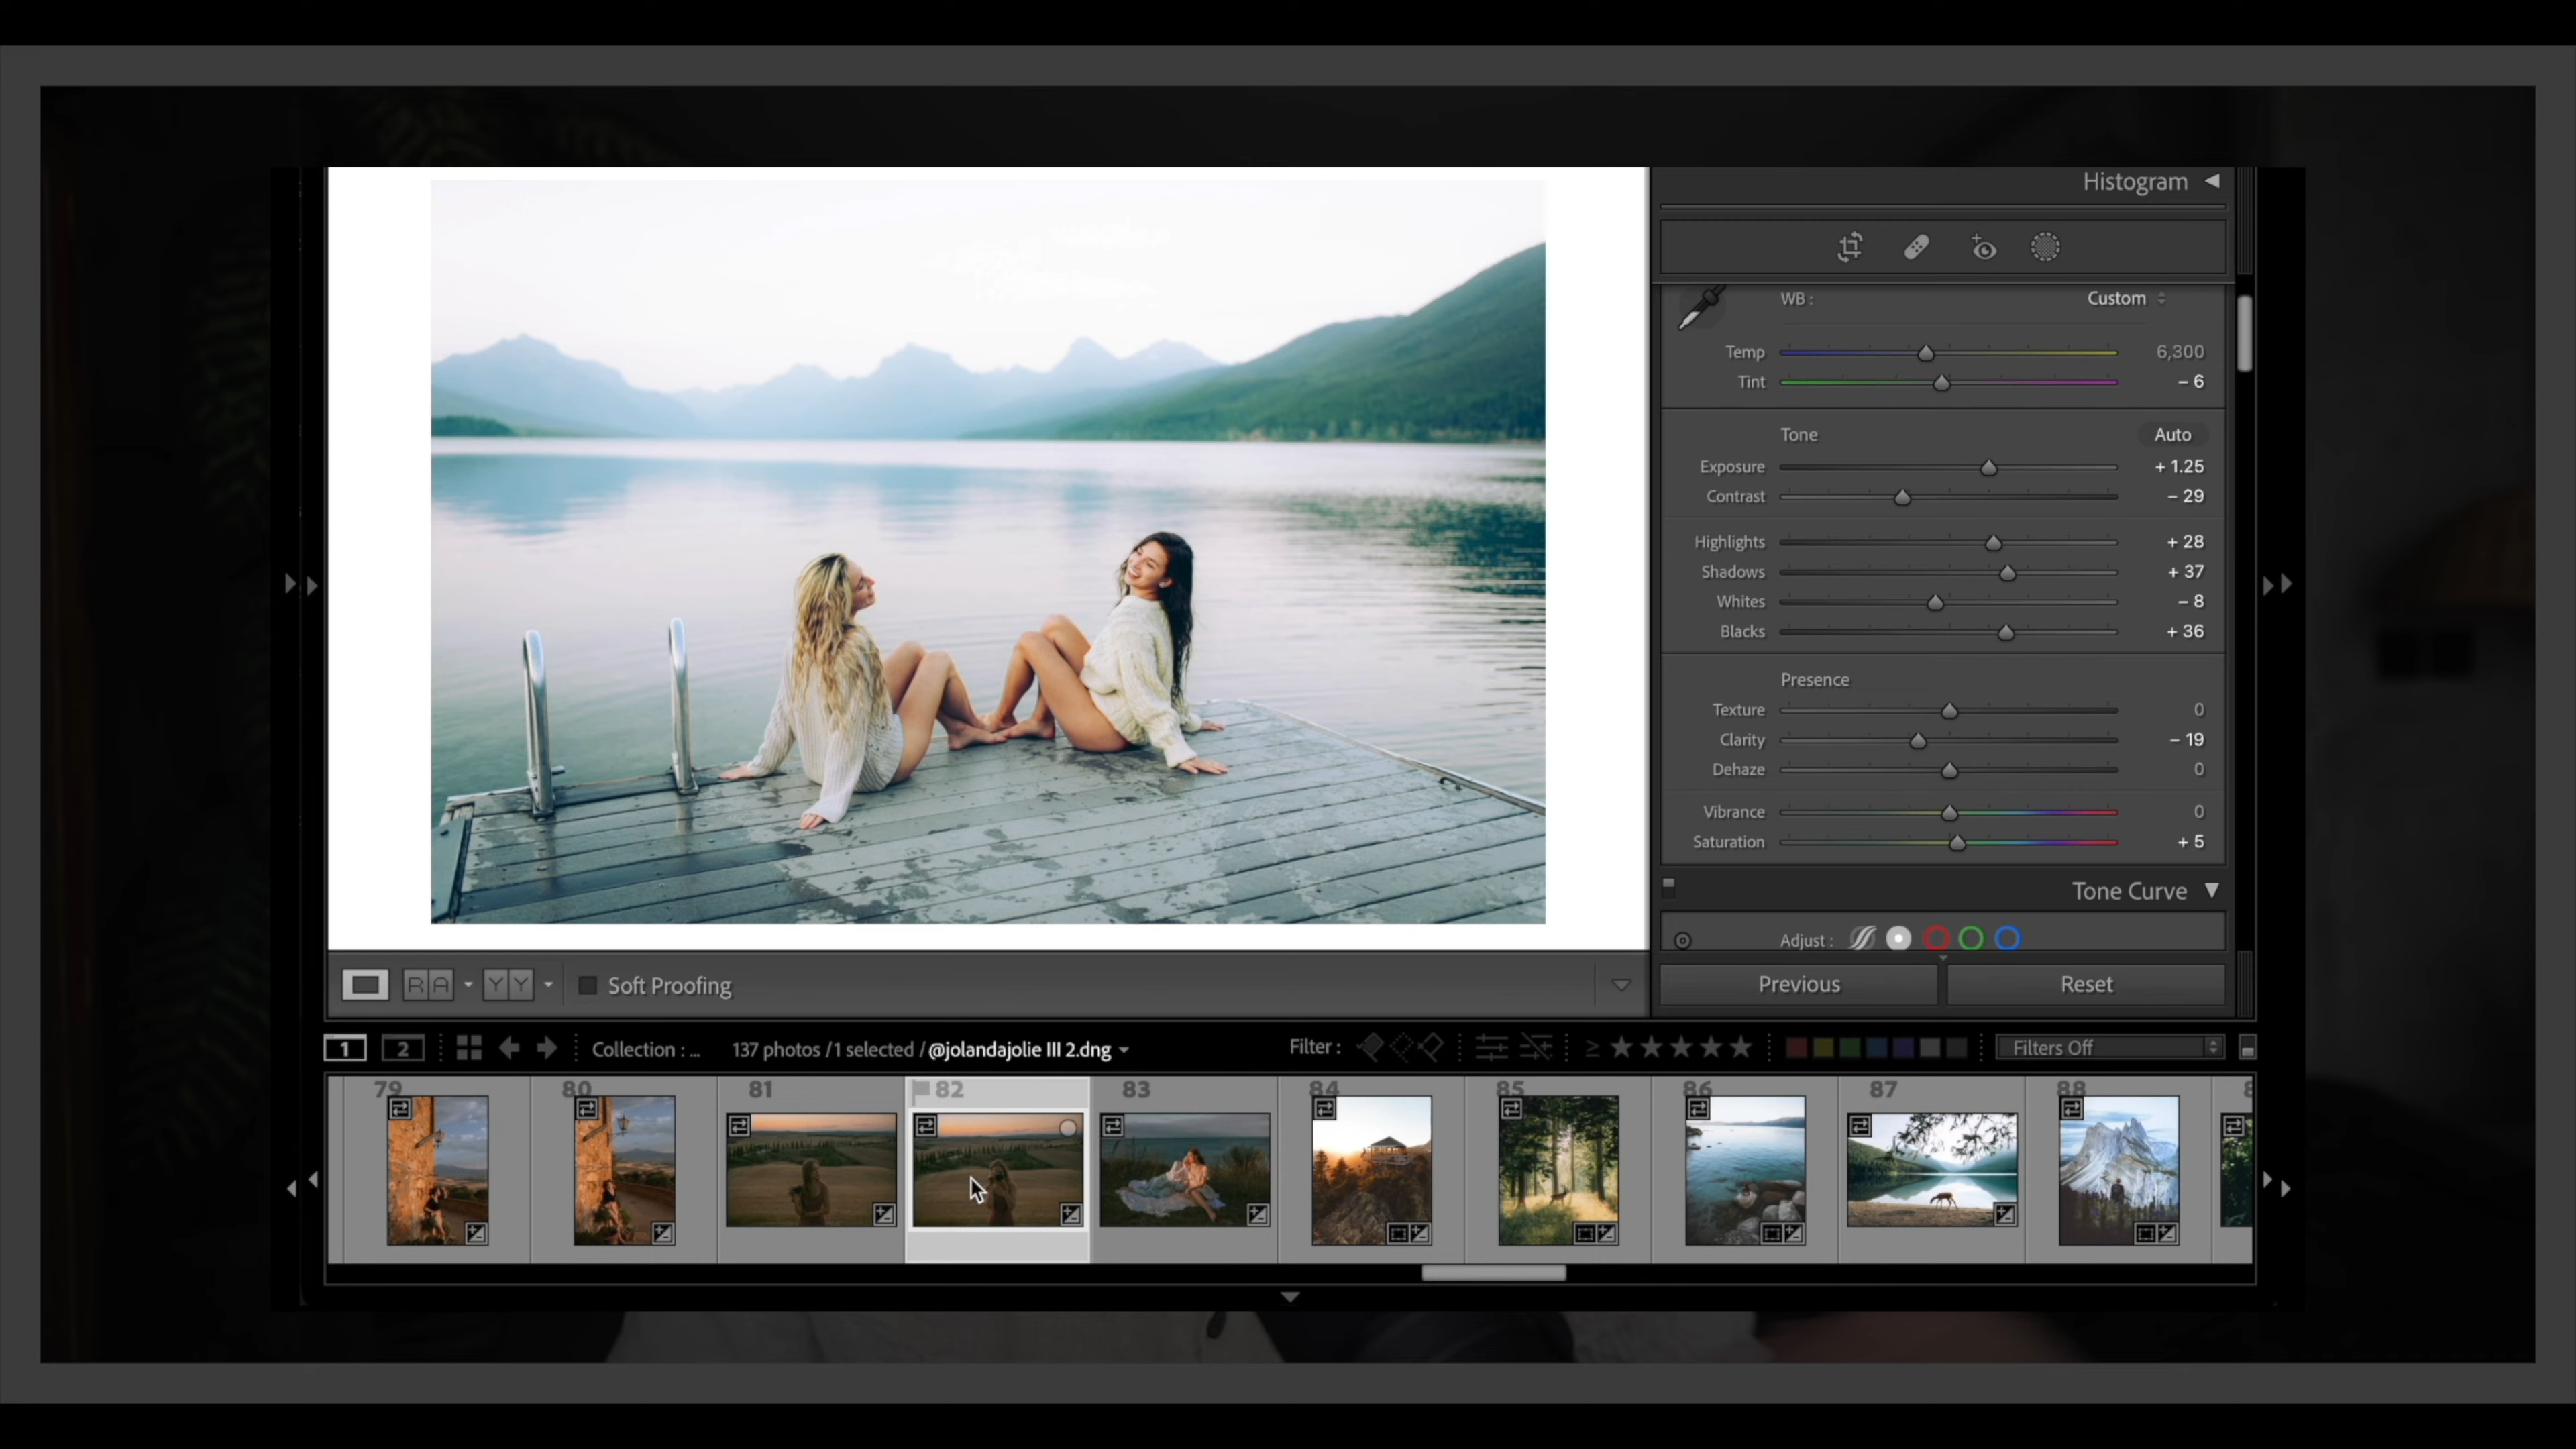 Histogram
WB : Custom
Temp 6,300
Tint – 6
Tone Auto
Exposure + 1.25
Contrast – 29
Highlights + 28
Shadows + 37
Whites – 8
Blacks + 36
Presence
Texture 0
Clarity – 19
Dehaze 0
Vibrance 0
Saturation + 5
Tone Curve
Adjust :
Previous Reset
R A Y Y Soft Proofing
1 2 Collection : ... 137 photos / 1 selected / @jolandajolie III 2.dng Filter : ≥ ★★★★★ Filters Off
79 80 81 82 83 84 85 86 87 88